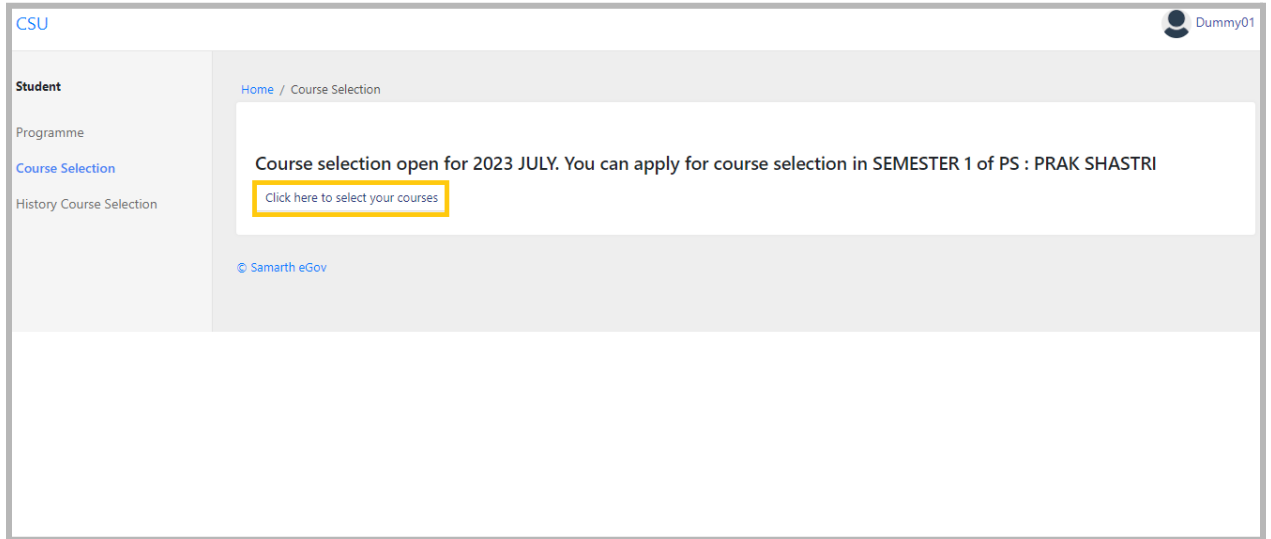 CSU
Dummy01
Student
Programme
Course Selection
History Course Selection
Home / Course Selection
Course selection open for 2023 JULY. You can apply for course selection in SEMESTER 1 of PS : PRAK SHASTRI
Click here to select your courses
© Samarth eGov